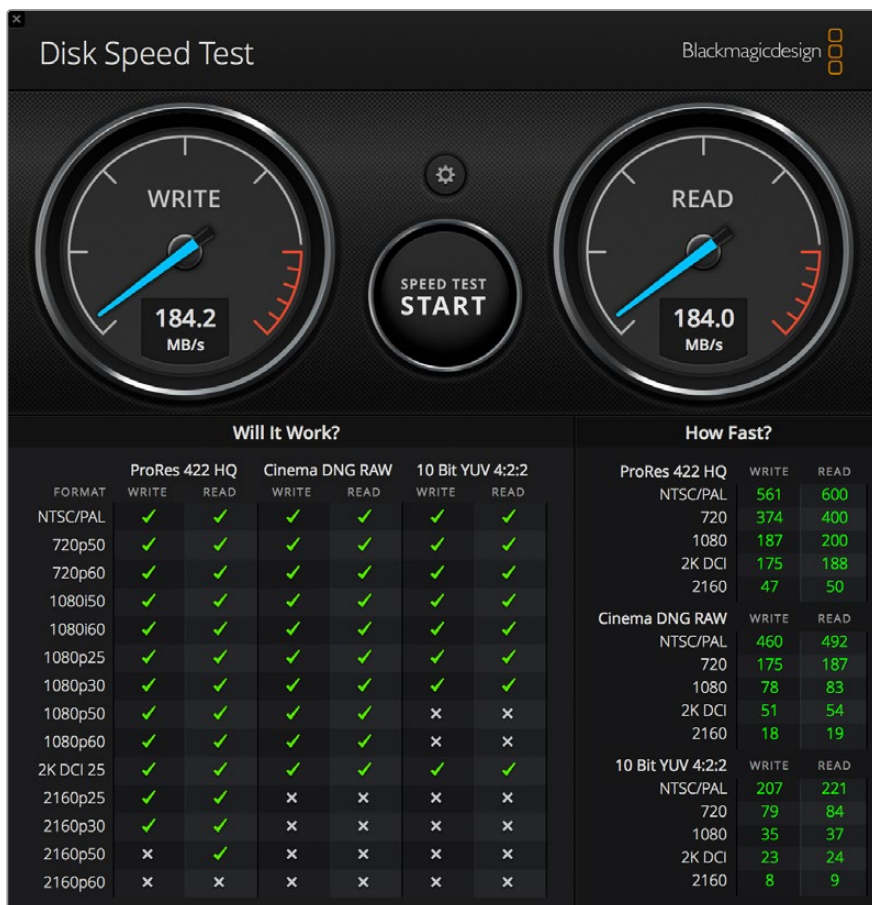 Disk Speed Test
Blackmagicdesign
WRITE
184.2
MB/s
SPEED TEST
START
READ
184.0
MB/s
Will It Work?
ProRes 422 HQ Cinema DNG RAW 10 Bit YUV 4:2:2
FORMAT WRITE READ WRITE READ WRITE READ
NTSC/PAL ✓ ✓ ✓ ✓ ✓ ✓
720p50 ✓ ✓ ✓ ✓ ✓ ✓
720p60 ✓ ✓ ✓ ✓ ✓ ✓
1080i50 ✓ ✓ ✓ ✓ ✓ ✓
1080i60 ✓ ✓ ✓ ✓ ✓ ✓
1080p25 ✓ ✓ ✓ ✓ ✓ ✓
1080p30 ✓ ✓ ✓ ✓ ✓ ✓
1080p50 ✓ ✓ ✓ ✓ × ×
1080p60 ✓ ✓ ✓ ✓ × ×
2K DCI 25 ✓ ✓ ✓ ✓ ✓ ✓
2160p25 ✓ ✓ × × × ×
2160p30 ✓ ✓ × × × ×
2160p50 × ✓ × × × ×
2160p60 × × × × × ×
How Fast?
ProRes 422 HQ WRITE READ
NTSC/PAL 561 600
720 374 400
1080 187 200
2K DCI 175 188
2160 47 50
Cinema DNG RAW WRITE READ
NTSC/PAL 460 492
720 175 187
1080 78 83
2K DCI 51 54
2160 18 19
10 Bit YUV 4:2:2 WRITE READ
NTSC/PAL 207 221
720 79 84
1080 35 37
2K DCI 23 24
2160 8 9